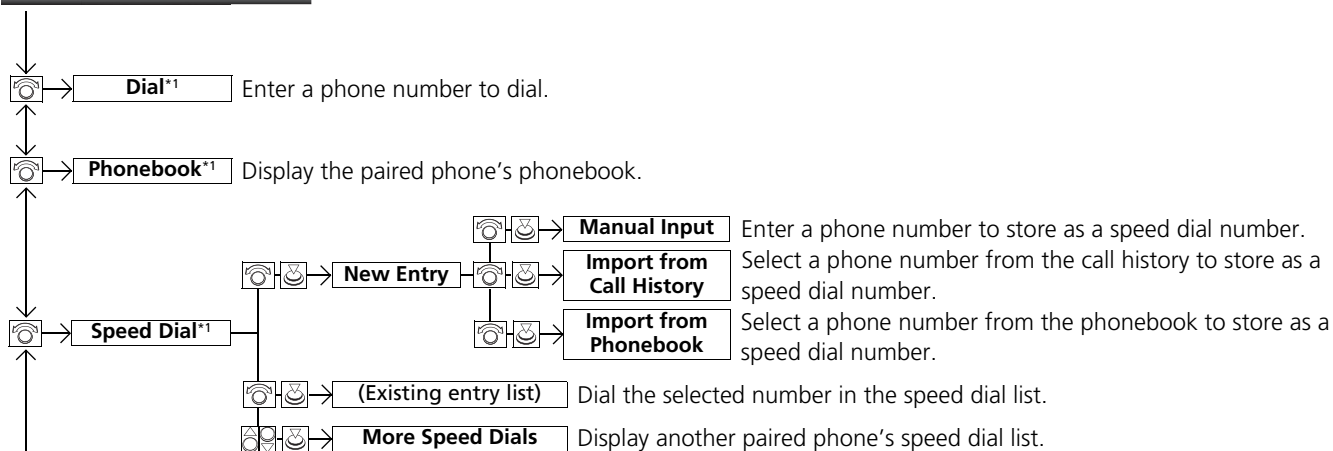 Dial*1 Enter a phone number to dial.
Phonebook*1 Display the paired phone’s phonebook.
Manual Input Enter a phone number to store as a speed dial number.
New Entry
Import from
Call History
Select a phone number from the call history to store as a
speed dial number.
Speed Dial*1
Import from
Phonebook
Select a phone number from the phonebook to store as a
speed dial number.
(Existing entry list) Dial the selected number in the speed dial list.
More Speed Dials Display another paired phone’s speed dial list.